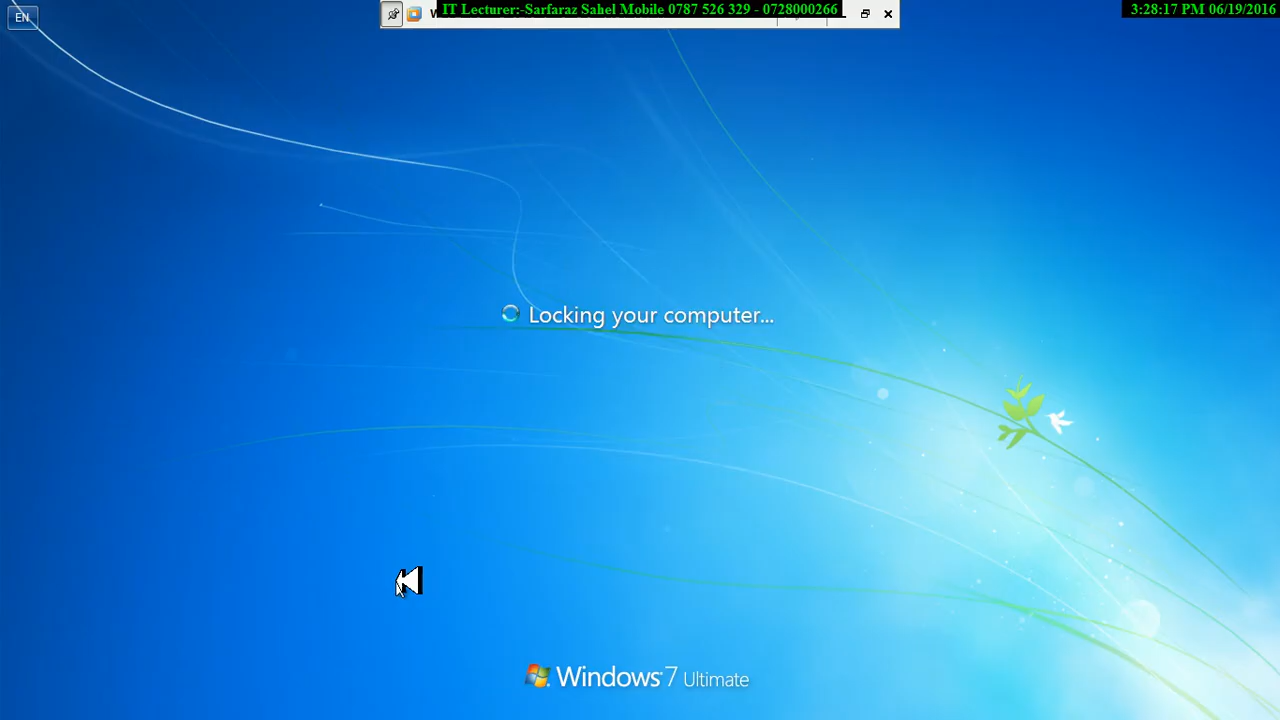 EN
IT Lecturer:-Sarfaraz Sahel Mobile 0787 526 329 - 0728000266
3:28:17 PM 06/19/2016
Locking your computer...
Windows 7 Ultimate